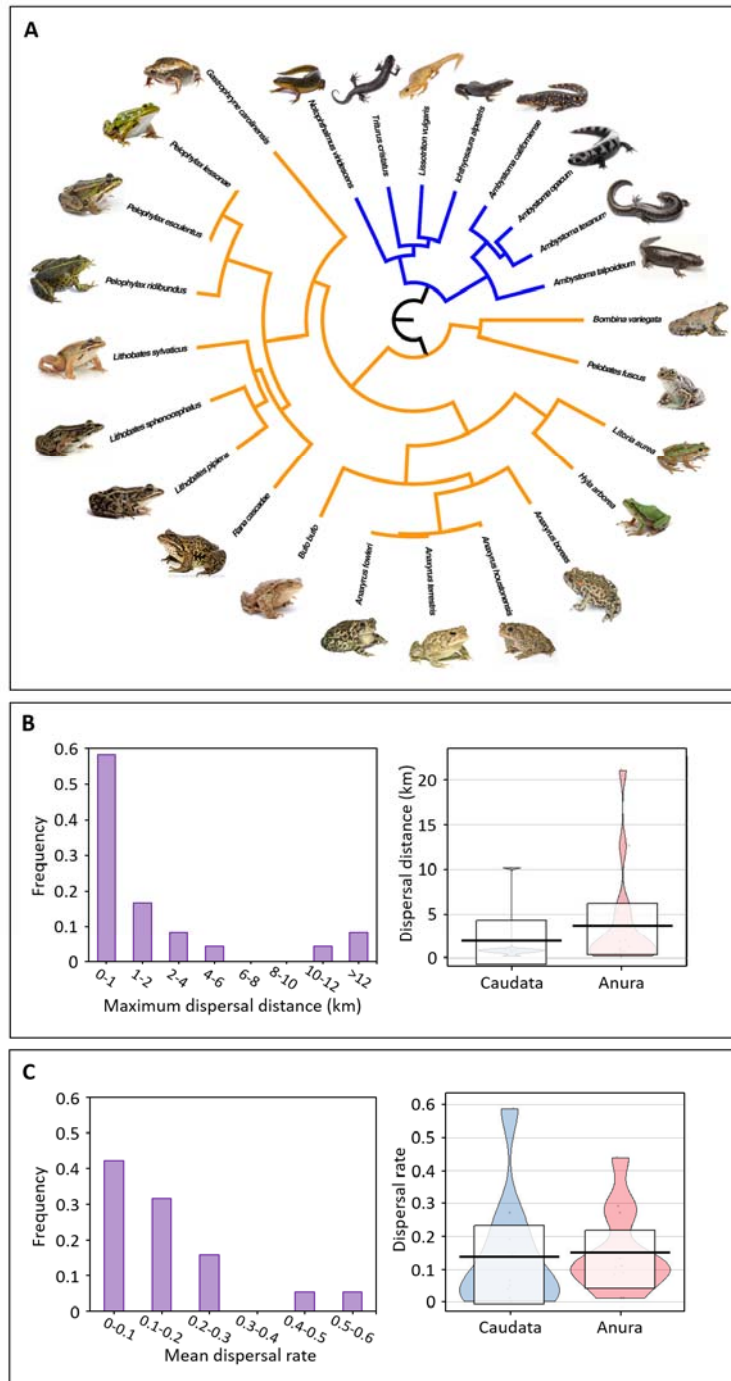 A
Gastrophryne carolinensis
Notophthalmus viridescens
Triturus cristatus
Lissotriton vulgaris
Ichthyosaura alpestris
Ambystoma californiense
Ambystoma opacum
Ambystoma texanum
Ambystoma talpoideum
Bombina variegata
Pelobates fuscus
Litoria aurea
Hyla arborea
Anaxyrus boreas
Anaxyrus houstonensis
Anaxyrus terrestris
Anaxyrus fowleri
Bufo bufo
Rana cascadae
Lithobates pipiens
Lithobates sphenocephalus
Lithobates sylvaticus
Pelophylax ridibundus
Pelophylax esculentus
Pelophylax lessonae
B
Frequency
0.6
0.5
0.4
0.3
0.2
0.1
0
0-1
1-2
2-4
4-6
6-8
8-10
10-12
>12
Maximum dispersal distance (km)
Dispersal distance (km)
20
15
10
5
0
Caudata
Anura
C
Frequency
0.6
0.5
0.4
0.3
0.2
0.1
0
0-0.1
0.1-0.2
0.2-0.3
0.3-0.4
0.4-0.5
0.5-0.6
Mean dispersal rate
Dispersal rate
0.6
0.5
0.4
0.3
0.2
0.1
0
Caudata
Anura